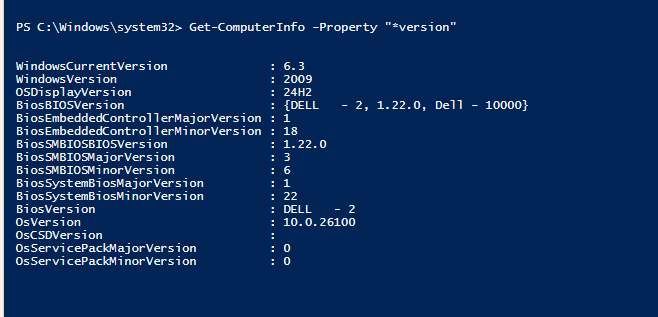 PS C:\Windows\system32> Get-ComputerInfo -Property "*version"
WindowsCurrentVersion : 6.3
WindowsVersion : 2009
OSDisplayVersion : 24H2
BiosBIOSVersion : {DELL   - 2, 1.22.0, Dell - 10000}
BiosEmbeddedControllerMajorVersion : 1
BiosEmbeddedControllerMinorVersion : 18
BiosSMBIOSBIOSVersion : 1.22.0
BiosSMBIOSMajorVersion : 3
BiosSMBIOSMinorVersion : 6
BiosSystemBiosMajorVersion : 1
BiosSystemBiosMinorVersion : 22
BiosVersion : DELL   - 2
OsVersion : 10.0.26100
OsCSDVersion :
OsServicePackMajorVersion : 0
OsServicePackMinorVersion : 0